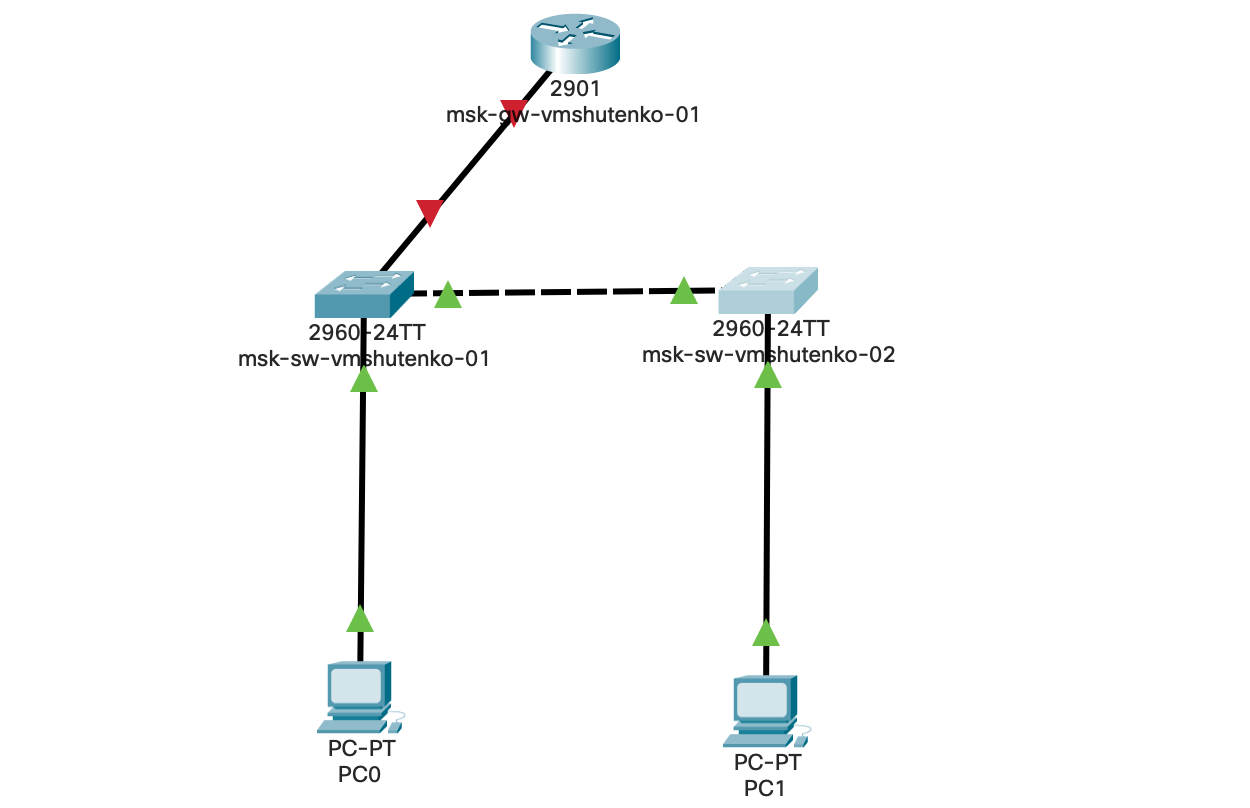 2901
msk-gw-vmshutenko-01
2960-24TT
msk-sw-vmshutenko-01
2960-24TT
msk-sw-vmshutenko-02
PC-PT
PC0
PC-PT
PC1